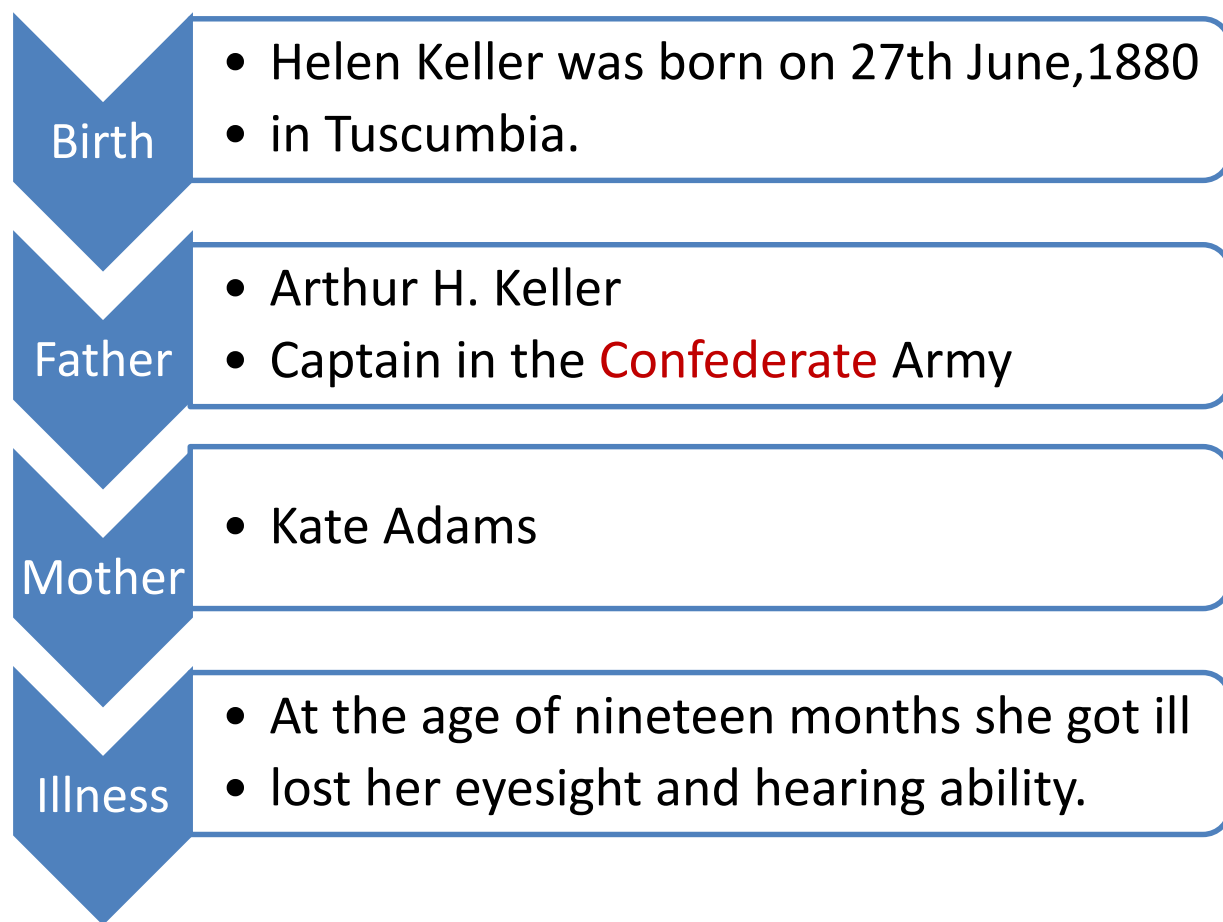 Birth
• Helen Keller was born on 27th June,1880
• in Tuscumbia.
Father
• Arthur H. Keller
• Captain in the Confederate Army
Mother
• Kate Adams
Illness
• At the age of nineteen months she got ill
• lost her eyesight and hearing ability.